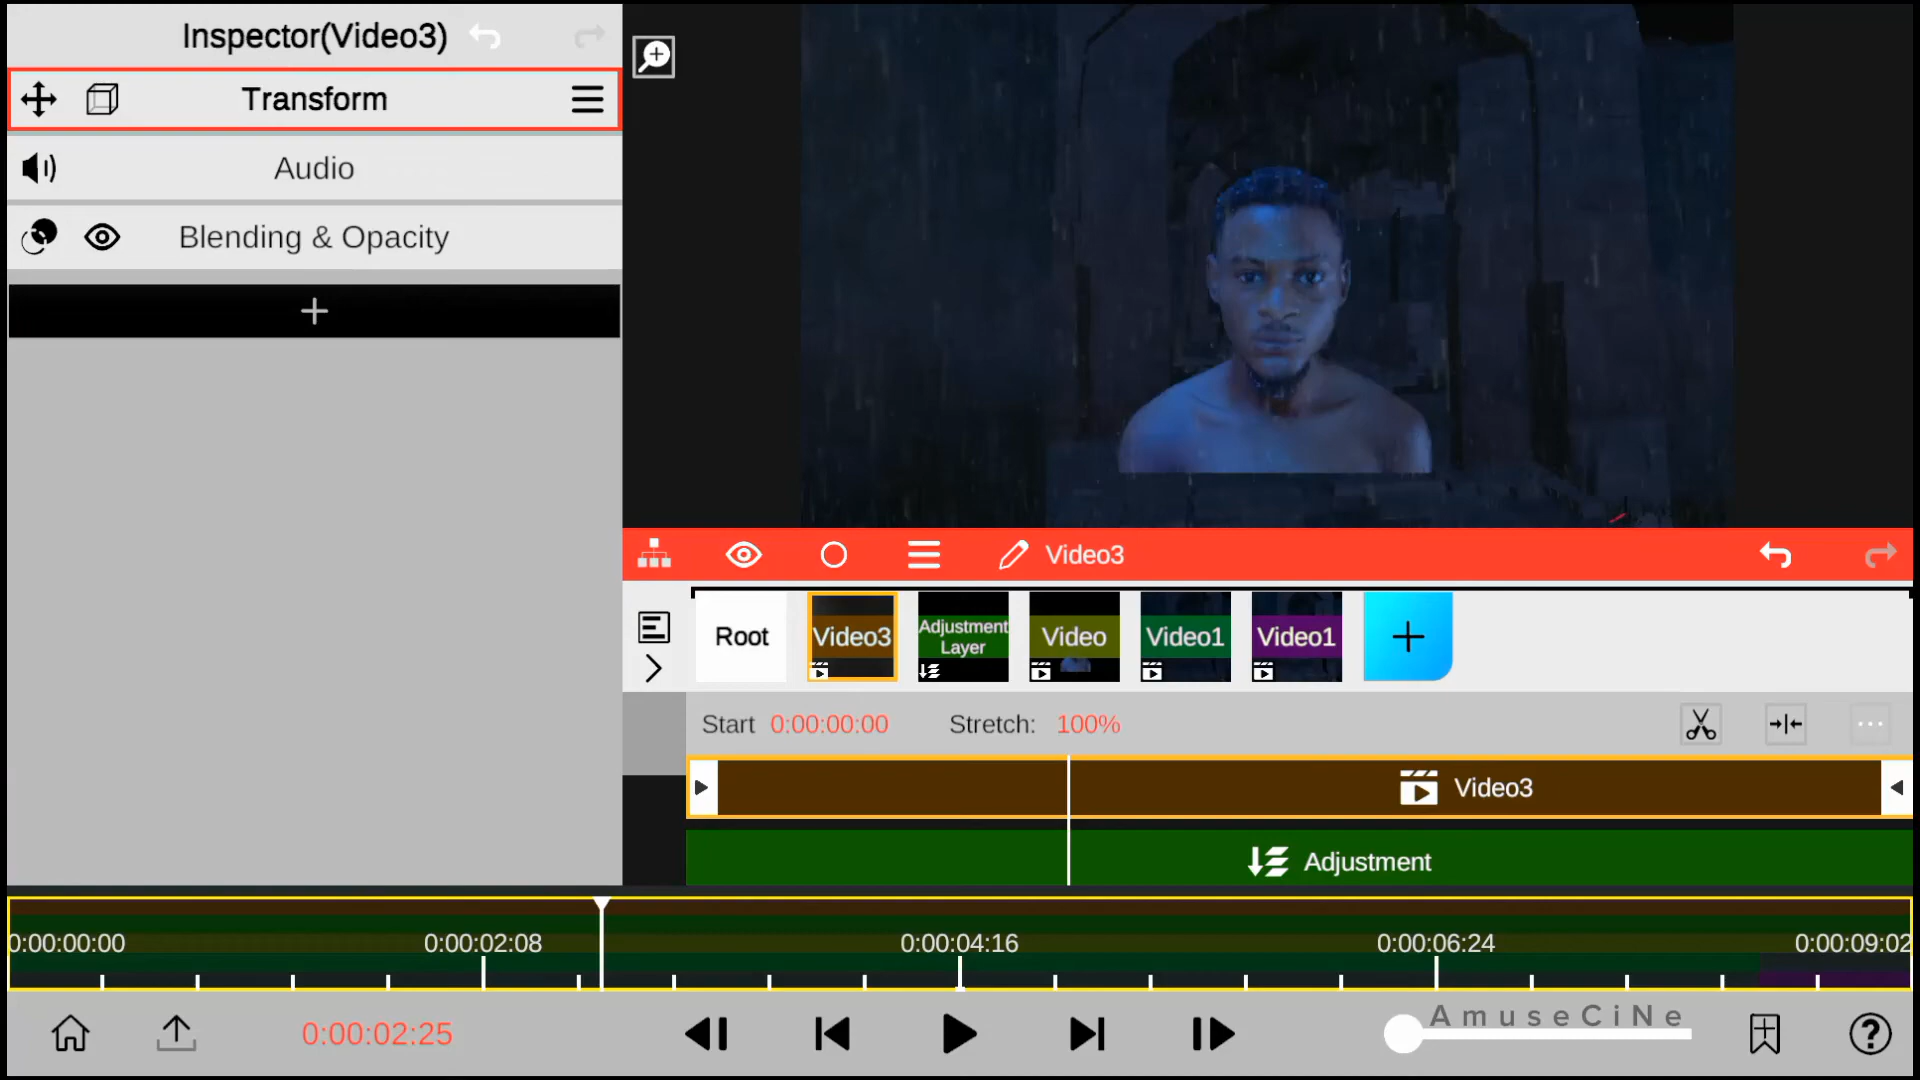 Inspector(Video3)
Transform
Audio
Blending & Opacity
Video3
Root
Video3
Adjustment
Layer
Video
Video1
Video1
Start 0:00:00:00 Stretch: 100%
Video3
Adjustment
0:00:00:00 0:00:02:08 0:00:04:16 0:00:06:24 0:00:09:02
0:00:02:25
AmuseCiNe